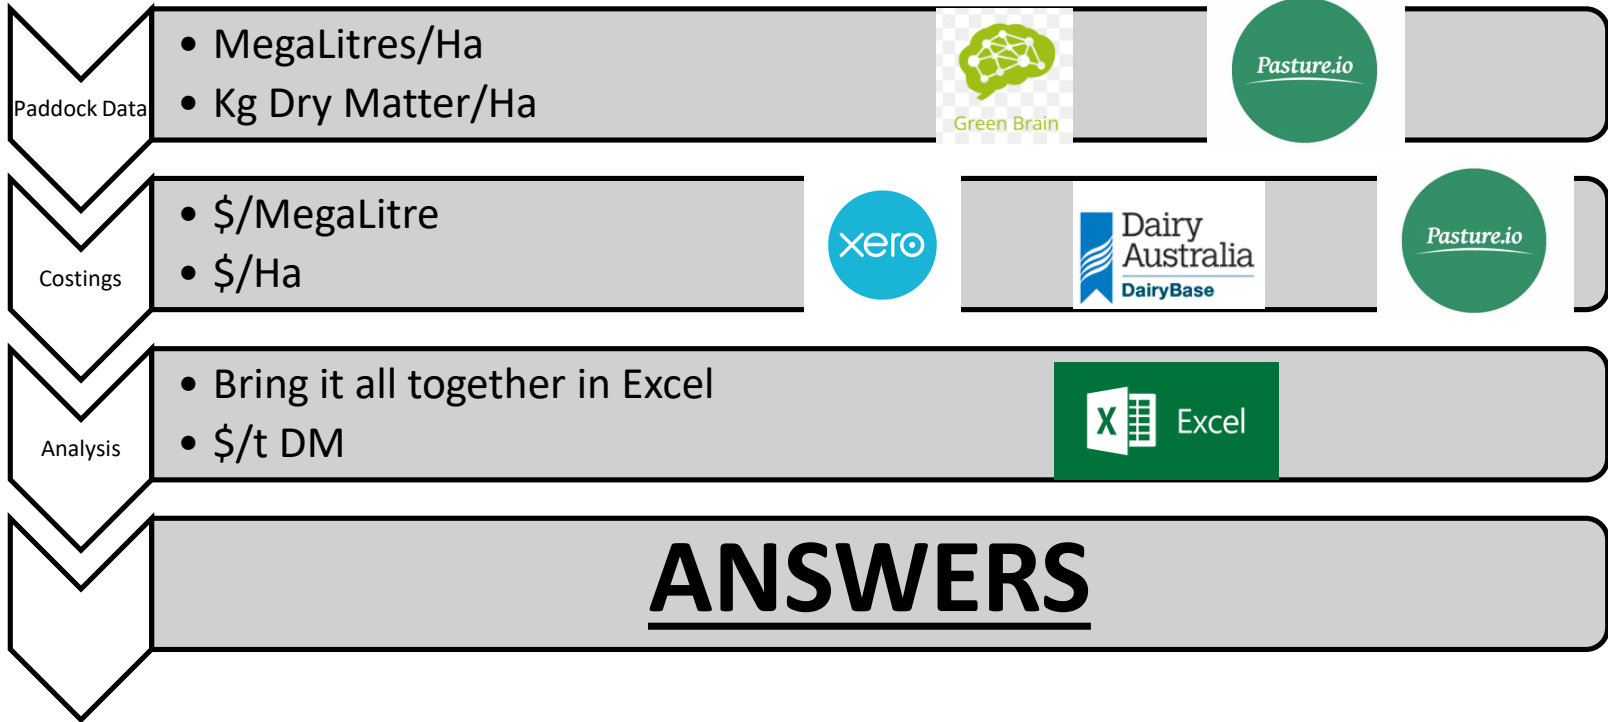 Paddock Data
• MegaLitres/Ha
• Kg Dry Matter/Ha
Green Brain
Pasture.io
Costings
• $/MegaLitre
• $/Ha
xero
Dairy
Australia
DairyBase
Pasture.io
Analysis
• Bring it all together in Excel
• $/t DM
X
Excel
ANSWERS